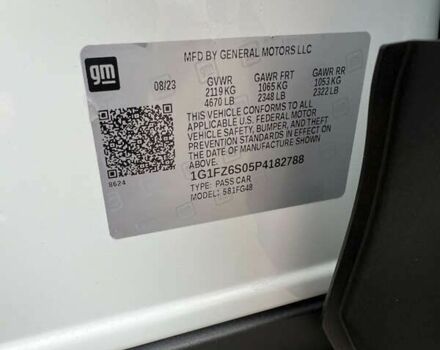 gm
MFD BY GENERAL MOTORS LLC
08/23 GVWR GAWR FRT GAWR RR
2119 KG 1065 KG 1053 KG
4670 LB 2348 LB 2322 LB
THIS VEHICLE CONFORMS TO ALL
APPLICABLE U.S. FEDERAL MOTOR
VEHICLE SAFETY, BUMPER, AND THEFT
PREVENTION STANDARDS IN EFFECT ON
THE DATE OF MANUFACTURE SHOWN
ABOVE.
1G1FZ6S05P4182788
TYPE: PASS CAR
MODEL: 581FG48
8624